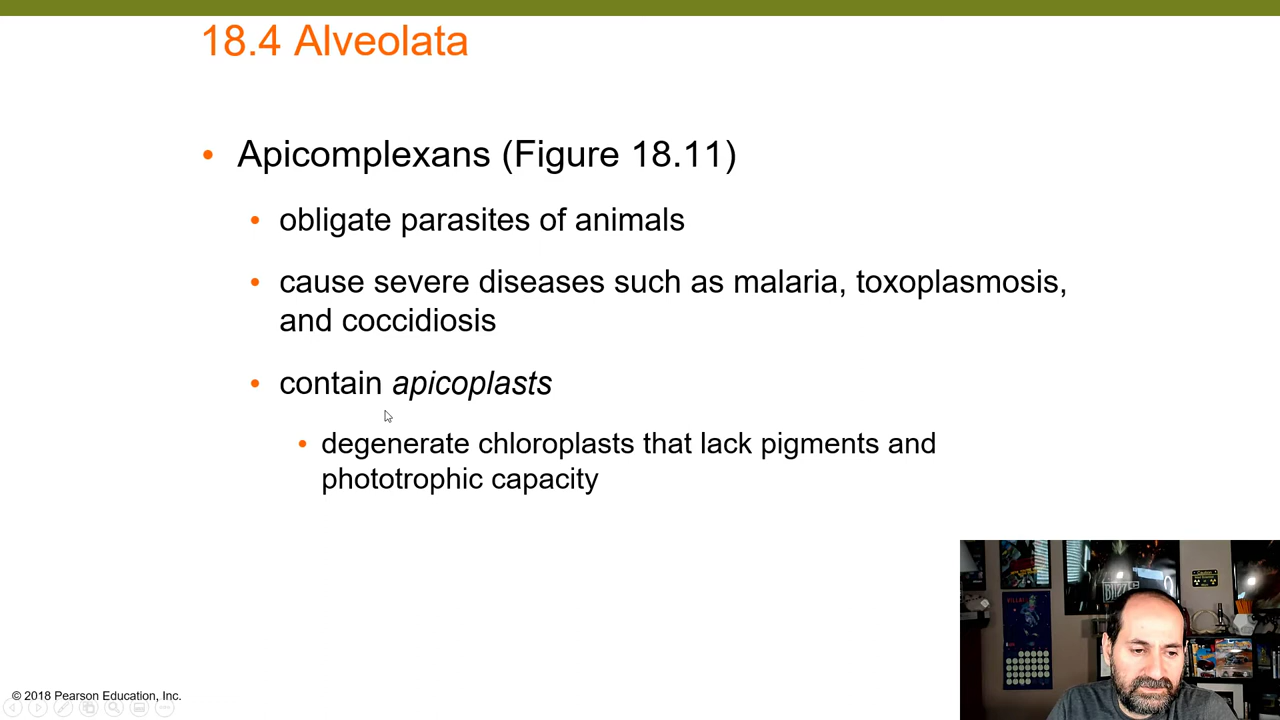 18.4 Alveolata
• Apicomplexans (Figure 18.11)
• obligate parasites of animals
• cause severe diseases such as malaria, toxoplasmosis,
and coccidiosis
• contain apicoplasts
• degenerate chloroplasts that lack pigments and
phototrophic capacity
© 2018 Pearson Education, Inc.